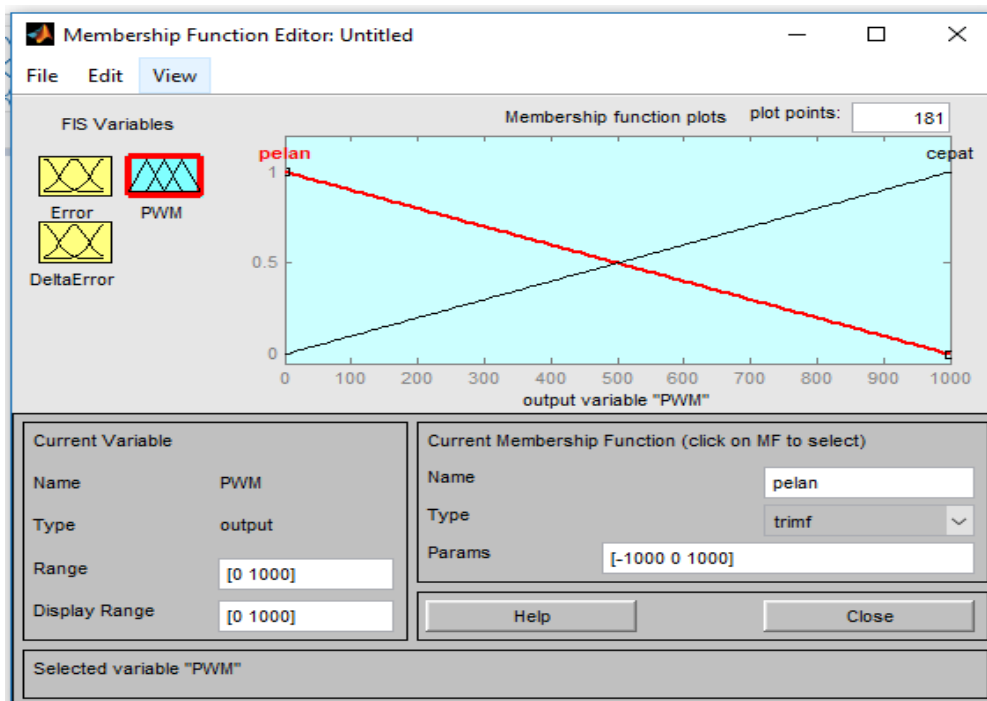 Membership Function Editor: Untitled
File Edit View
FIS Variables
Membership function plots plot points: 181
pelan cepat
1
Error PWM
0.5
DeltaError
0
0 100 200 300 400 500 600 700 800 900 1000
output variable "PWM"
Current Variable
Name PWM
Type output
Range [0 1000]
Display Range [0 1000]
Current Membership Function (click on MF to select)
Name pelan
Type trimf
Params [-1000 0 1000]
Help Close
Selected variable "PWM"